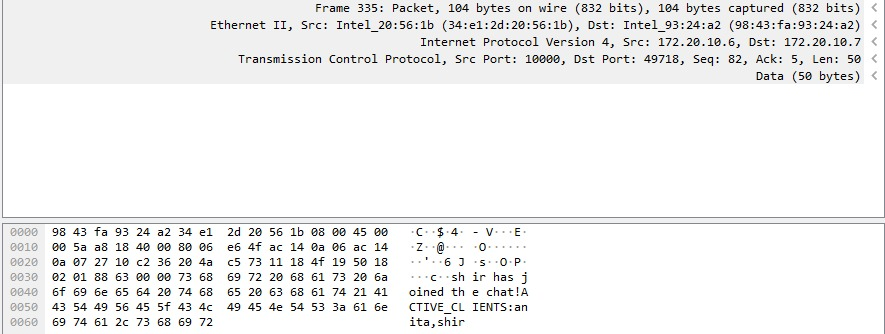 Frame 335: Packet, 104 bytes on wire (832 bits), 104 bytes captured (832 bits)
Ethernet II, Src: Intel_20:56:1b (34:e1:2d:20:56:1b), Dst: Intel_93:24:a2 (98:43:fa:93:24:a2)
Internet Protocol Version 4, Src: 172.20.10.6, Dst: 172.20.10.7
Transmission Control Protocol, Src Port: 10000, Dst Port: 49718, Seq: 82, Ack: 5, Len: 50
Data (50 bytes)
0000 98 43 fa 93 24 a2 34 e1 2d 20 56 1b 08 00 45 00 ·C··$·4· - V···E·
0010 00 5a a8 18 40 00 80 06 e6 4f ac 14 0a 06 ac 14 ·Z··@··· ·O······
0020 0a 07 27 10 c2 36 20 4a c5 73 11 18 4f 19 50 18 ··'··6 J ·s··O·P·
0030 02 01 88 63 00 00 73 68 69 72 20 68 61 73 20 6a ···c··sh ir has j
0040 6f 69 6e 65 64 20 74 68 65 20 63 68 61 74 21 41 oined th e chat!A
0050 43 54 49 56 45 5f 43 4c 49 45 4e 54 53 3a 61 6e CTIVE_CL IENTS:an
0060 69 74 61 2c 73 68 69 72 ita,shir